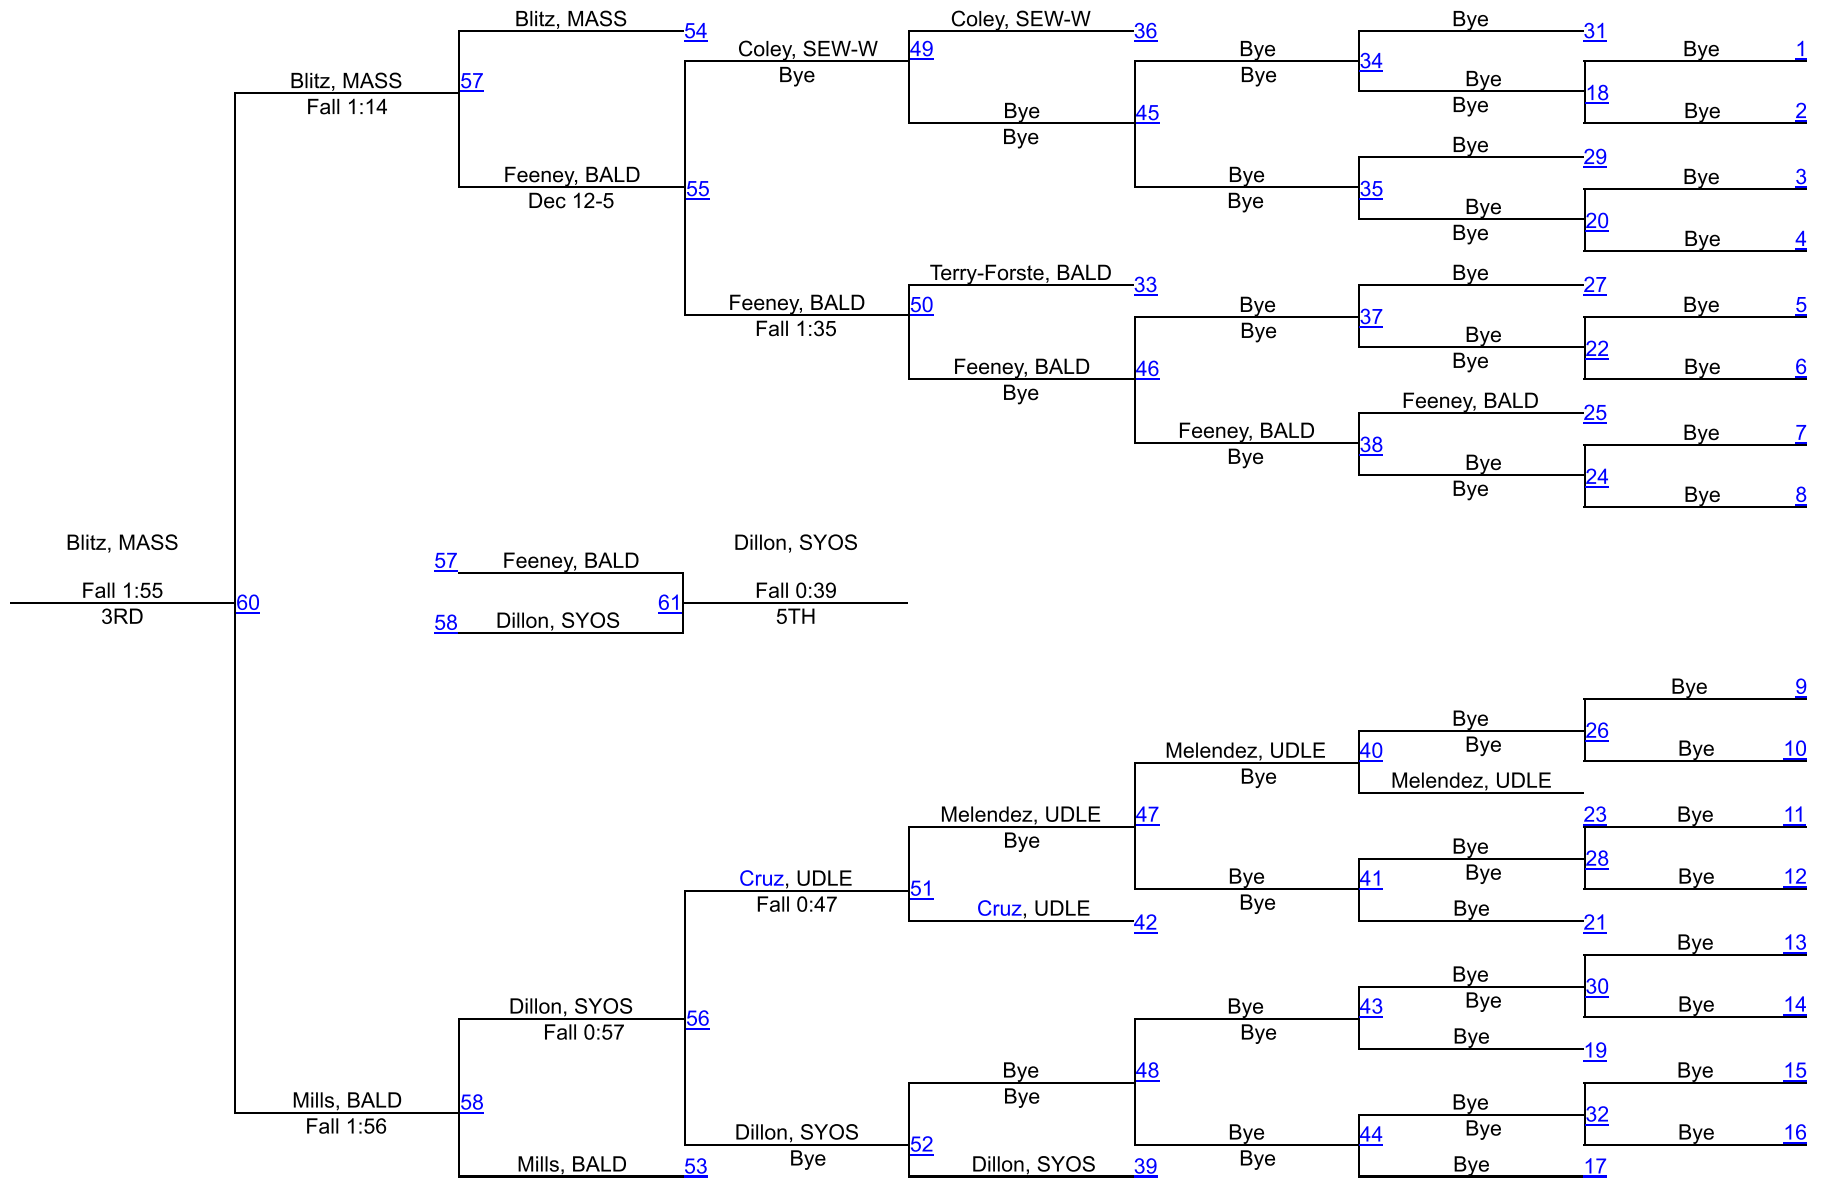 Blitz, MASS
54
Coley, SEW-W
36
Bye
31
Bye
1
Coley, SEW-W
49
Bye
34
Bye
Bye
Bye
18
Bye
Blitz, MASS
57
Bye
2
Fall 1:14
Bye
45
Bye
Bye
29
Feeney, BALD
55
Bye
35
Bye
3
Dec 12-5
Bye
Bye
20
Bye
Bye
4
Terry-Forste, BALD
33
Bye
27
Feeney, BALD
50
Bye
37
Bye
5
Fall 1:35
Bye
Bye
22
Bye
Feeney, BALD
46
Bye
6
Bye
Feeney, BALD
25
Feeney, BALD
38
Bye
7
Bye
Bye
24
Bye
Bye
8
Blitz, MASS
57
Feeney, BALD
Dillon, SYOS
Fall 1:55
60
61
Fall 0:39
3RD
58
Dillon, SYOS
5TH
Bye
9
Bye
26
Melendez, UDLE
40
Bye
Bye
10
Bye
Melendez, UDLE
Melendez, UDLE
47
23
Bye
11
Bye
Bye
28
Cruz, UDLE
51
Bye
41
Bye
Bye
12
Fall 0:47
Bye
Cruz, UDLE
42
Bye
21
Bye
13
Bye
30
Dillon, SYOS
56
Bye
43
Bye
Bye
14
Fall 0:57
Bye
Bye
19
Bye
48
Bye
15
Bye
Mills, BALD
58
Bye
32
Fall 1:56
Bye
Dillon, SYOS
52
Bye
44
Bye
16
Bye
Bye
Mills, BALD
53
Dillon, SYOS
39
Bye
17